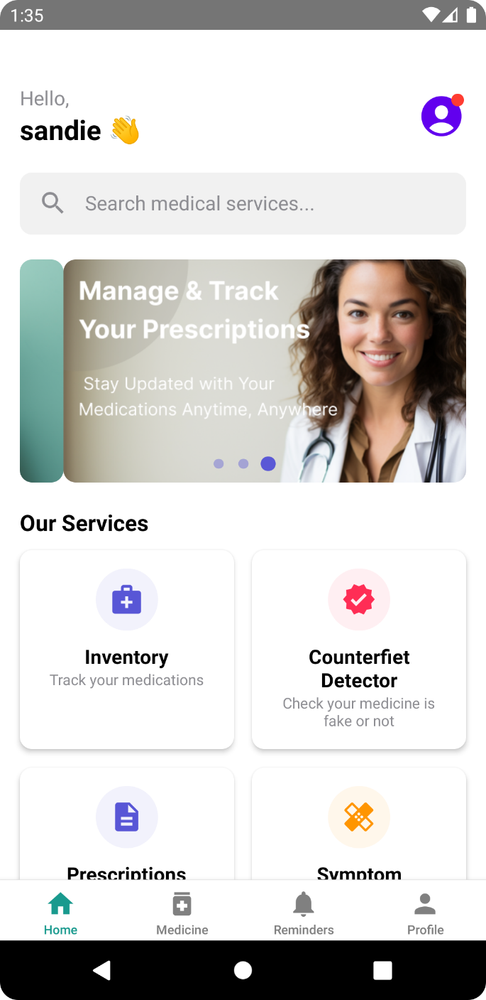 1:35
Hello,
sandie 👋
Search medical services...
Manage & Track
Your Prescriptions
Stay Updated with Your
Medications Anytime, Anywhere
Our Services
Inventory
Track your medications
Counterfiet
Detector
Check your medicine is
fake or not
Prescriptions
Symptom
Home
Medicine
Reminders
Profile